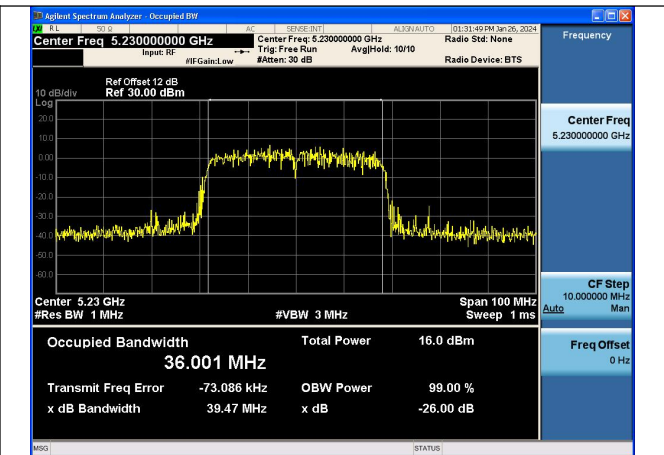 Agilent Spectrum Analyzer - Occupied BW
RL 50 Ω AC SENSE:INT ALIGNAUTO 01:31:49 PM Jan 26, 2024
Center Freq 5.230000000 GHz Center Freq: 5.230000000 GHz Radio Std: None
Input: RF Trig: Free Run Avg|Hold: 10/10
#IFGain:Low #Atten: 30 dB Radio Device: BTS
Frequency
Ref Offset 12 dB
10 dB/div Ref 30.00 dBm
Log
20.0
10.0
0.00
-10.0
-20.0
-30.0
-40.0
-50.0
-60.0
Center Freq
5.230000000 GHz
Center 5.23 GHz Span 100 MHz
#Res BW 1 MHz #VBW 3 MHz Sweep 1 ms
CF Step
10.000000 MHz
Auto Man
Occupied Bandwidth Total Power 16.0 dBm
36.001 MHz
Transmit Freq Error -73.086 kHz OBW Power 99.00 %
x dB Bandwidth 39.47 MHz x dB -26.00 dB
Freq Offset
0 Hz
MSG STATUS